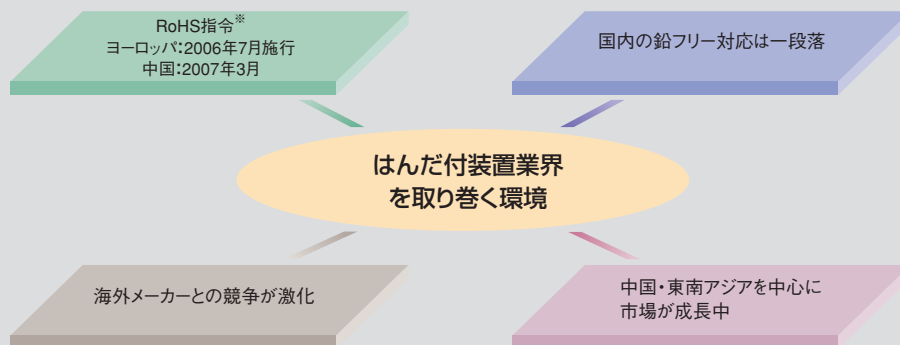 RoHS指令※
ヨーロッパ:2006年7月施行
中国:2007年3月
国内の鉛フリー対応は一段落
はんだ付装置業界
を取り巻く環境
海外メーカーとの競争が激化
中国・東南アジアを中心に
市場が成長中